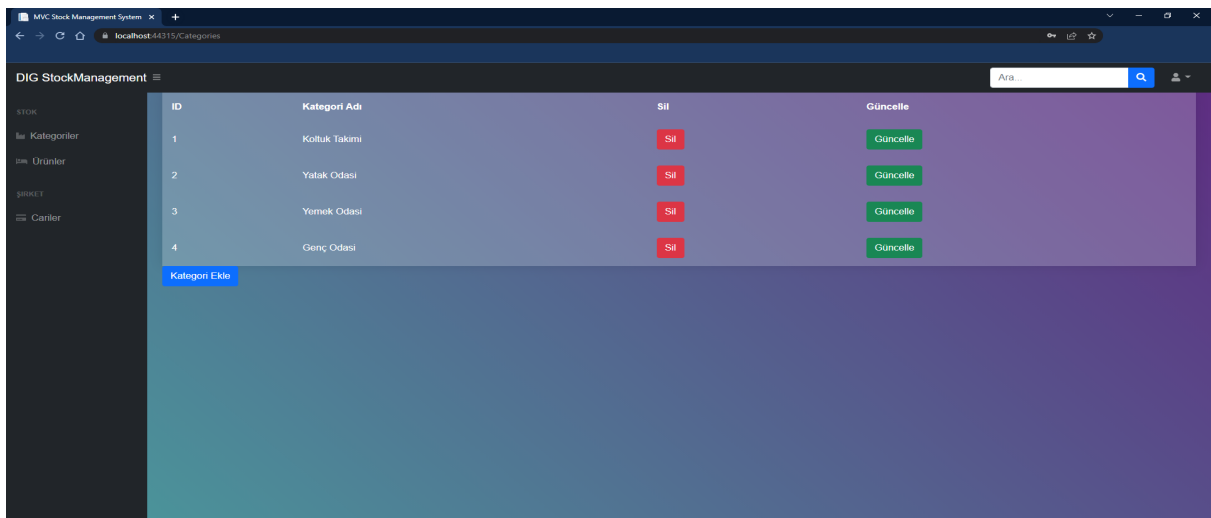 MVC Stock Management System
localhost:44315/Categories
DIG StockManagement
Ara...
STOK
Kategoriler
Ürünler
ŞIRKET
Cariler
ID Kategori Adı Sil Güncelle
1 Koltuk Takimi Sil Güncelle
2 Yatak Odasi Sil Güncelle
3 Yemek Odasi Sil Güncelle
4 Genç Odasi Sil Güncelle
Kategori Ekle